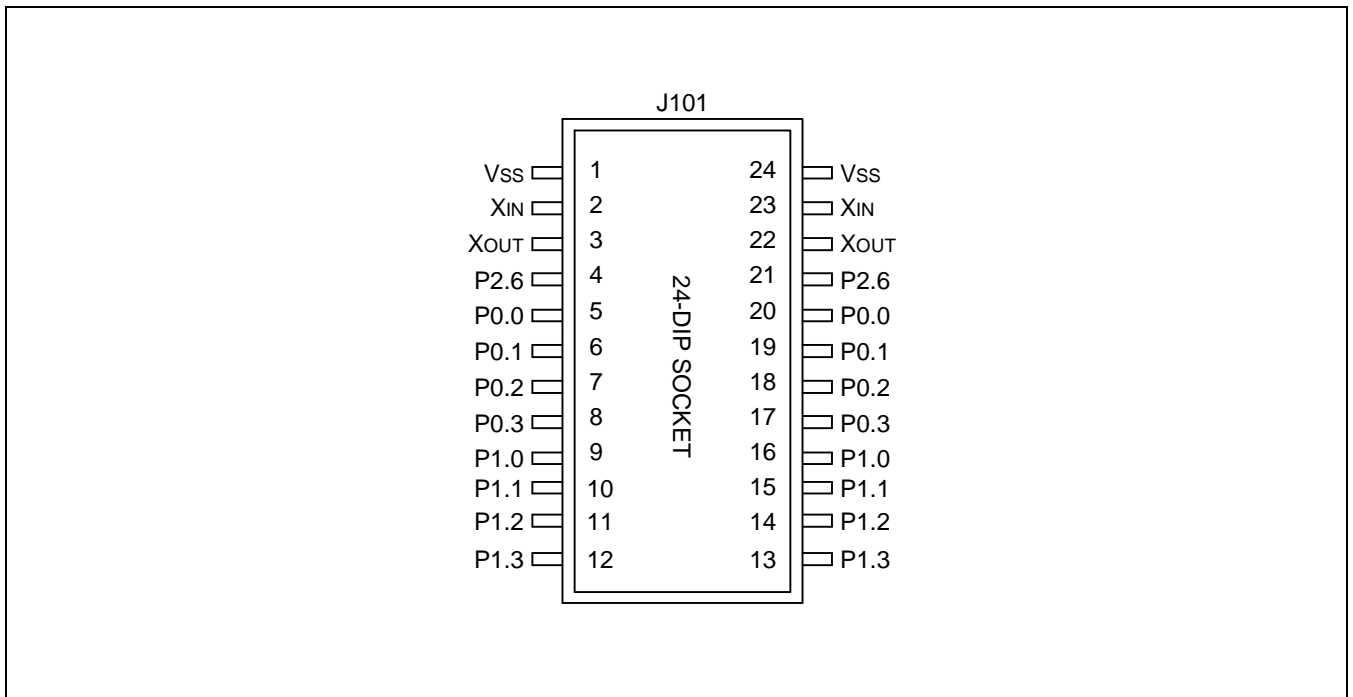 J101
Vss 1 24 Vss
XIN 2 23 XIN
XOUT 3 22 XOUT
P2.6 4 21 P2.6
P0.0 5 20 P0.0
P0.1 6 19 P0.1
P0.2 7 18 P0.2
P0.3 8 17 P0.3
P1.0 9 16 P1.0
P1.1 10 15 P1.1
P1.2 11 14 P1.2
P1.3 12 13 P1.3
24-DIP SOCKET